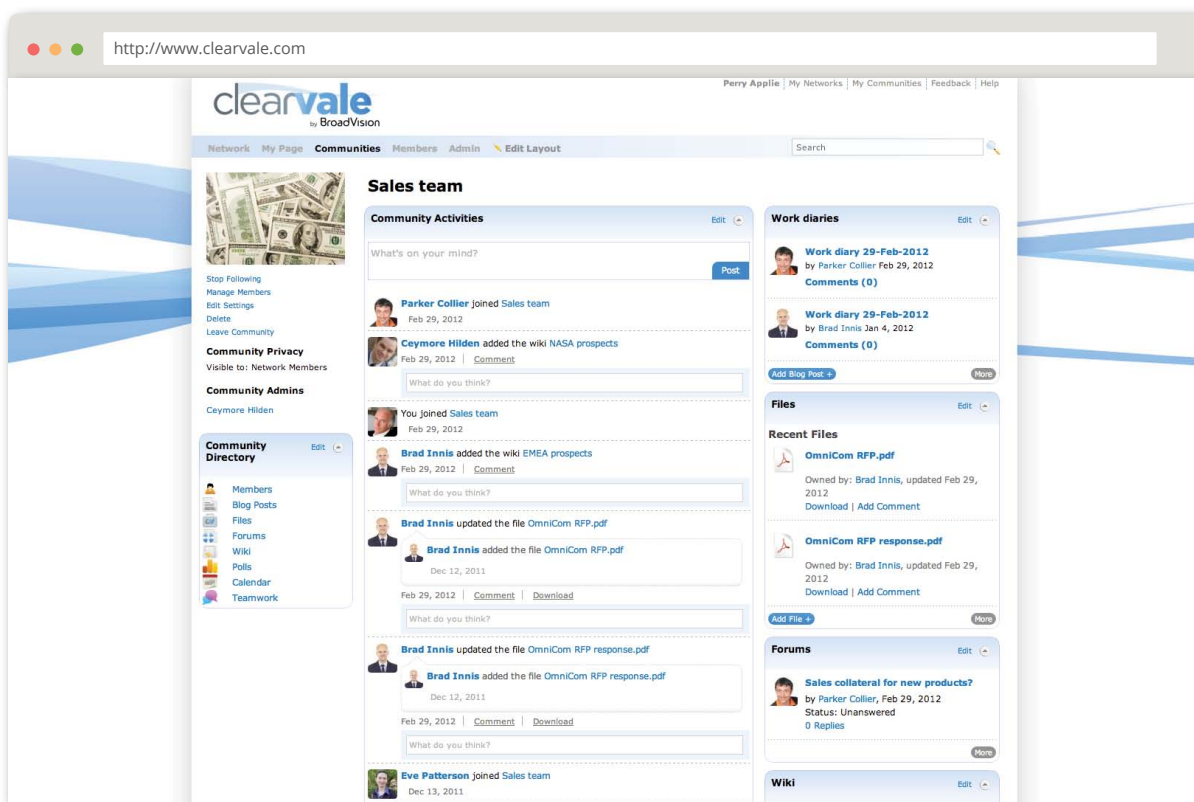 http://www.clearvale.com
clearvale
by BroadVision
Perry Applie My Networks My Communities Feedback Help
Network My Page Communities Members Admin Edit Layout
Search
Stop Following
Manage Members
Edit Settings
Delete
Leave Community
Community Privacy
Visible to: Network Members
Community Admins
Ceymore Hilden
Community Directory Edit
Members
Blog Posts
Files
Forums
Wiki
Polls
Calendar
Teamwork
Sales team
Community Activities Edit
What's on your mind?
Post
Parker Collier joined Sales team
Feb 29, 2012
Ceymore Hilden added the wiki NASA prospects
Feb 29, 2012 | Comment
What do you think?
You joined Sales team
Feb 29, 2012
Brad Innis added the wiki EMEA prospects
Feb 29, 2012 | Comment
What do you think?
Brad Innis updated the file OmniCom RFP.pdf
Brad Innis added the file OmniCom RFP.pdf
Dec 12, 2011
Feb 29, 2012 | Comment | Download
What do you think?
Brad Innis updated the file OmniCom RFP response.pdf
Brad Innis added the file OmniCom RFP response.pdf
Dec 12, 2011
Feb 29, 2012 | Comment | Download
What do you think?
Eve Patterson joined Sales team
Dec 13, 2011
Work diaries Edit
Work diary 29-Feb-2012
by Parker Collier Feb 29, 2012
Comments (0)
Work diary 29-Feb-2012
by Brad Innis Jan 4, 2012
Comments (0)
Add Blog Post + More
Files Edit
Recent Files
OmniCom RFP.pdf
Owned by: Brad Innis, updated Feb 29,
2012
Download | Add Comment
OmniCom RFP response.pdf
Owned by: Brad Innis, updated Feb 29,
2012
Download | Add Comment
Add File + More
Forums Edit
Sales collateral for new products?
by Parker Collier, Feb 29, 2012
Status: Unanswered
0 Replies
More
Wiki Edit